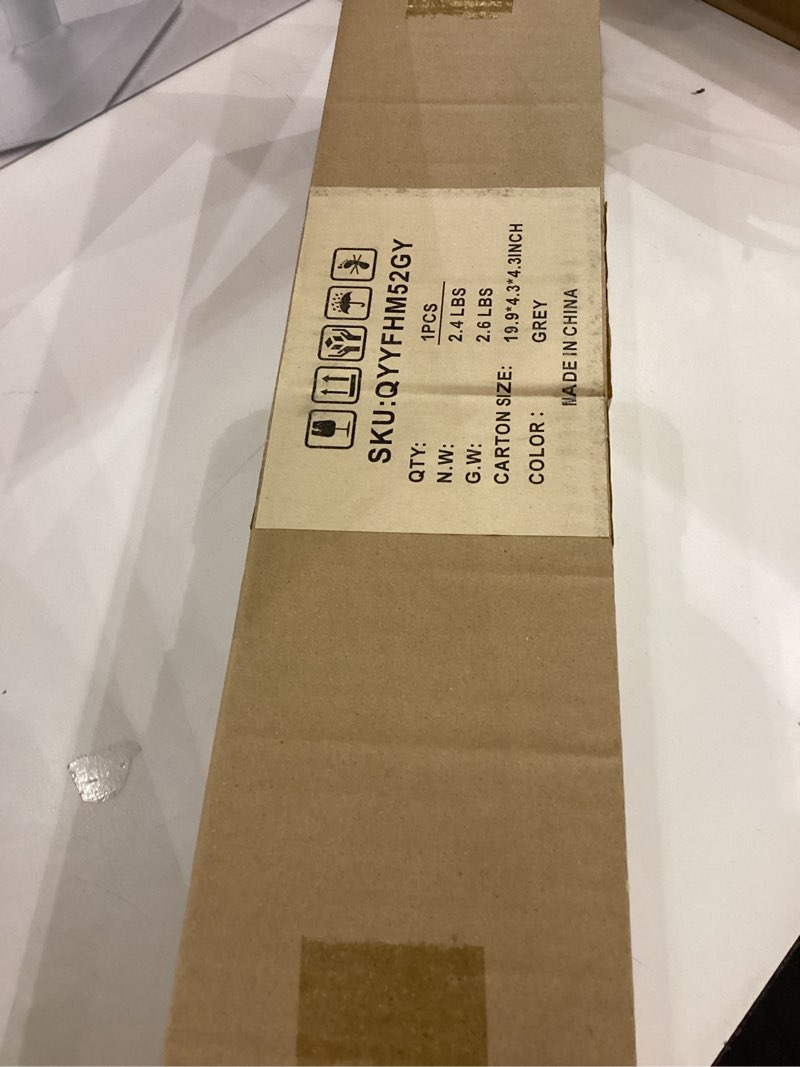 SKU:QYYFHM52GY
QTY: 1PCS
N.W: 2.4 LBS
G.W: 2.6 LBS
CARTON SIZE: 19.9*4.3*4.3INCH
COLOR : GREY
MADE IN CHINA